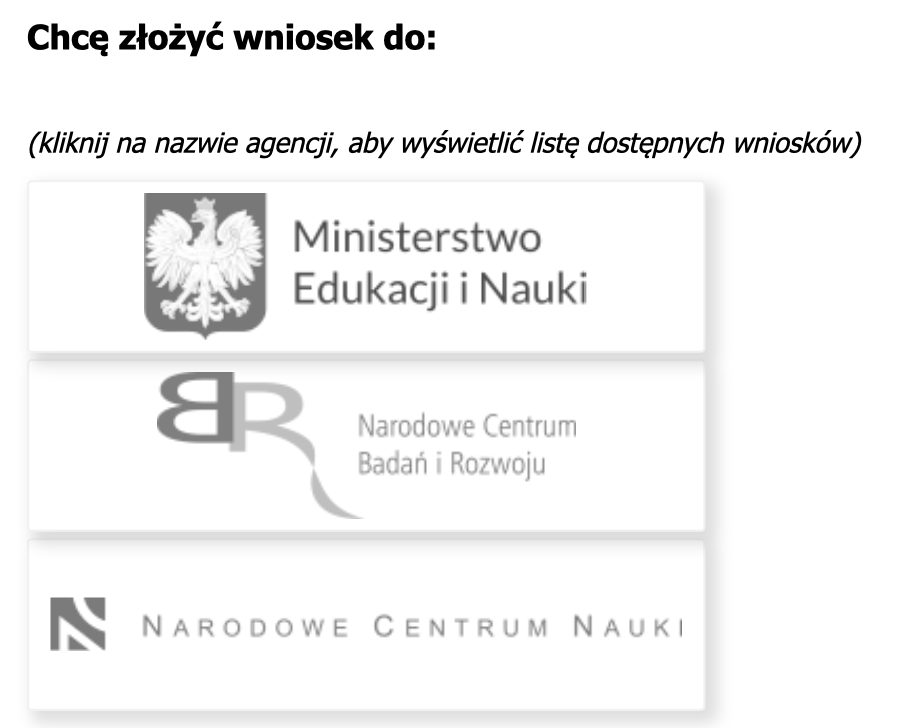 Chcę złożyć wniosek do:
(kliknij na nazwie agencji, aby wyświetlić listę dostępnych wniosków)
Ministerstwo
Edukacji i Nauki
BR
Narodowe Centrum
Badań i Rozwoju
N
NARODOWE CENTRUM NAUKI